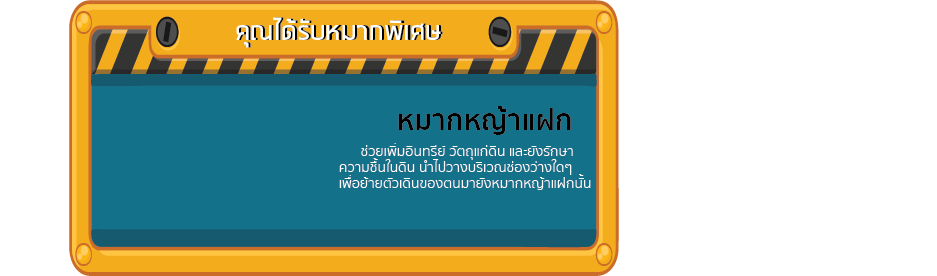 คุณได้รับหมากพิเศษ
หมากหญ้าแฝก
ช่วยเพิ่มอินทรีย์ วัตถุแก่ดิน และยังรักษา
ความชื้นในดิน นำไปวางบริเวณช่องว่างใดๆ
เพื่อย้ายตัวเดินของตนมายังหมากหญ้าแฝกนั้น